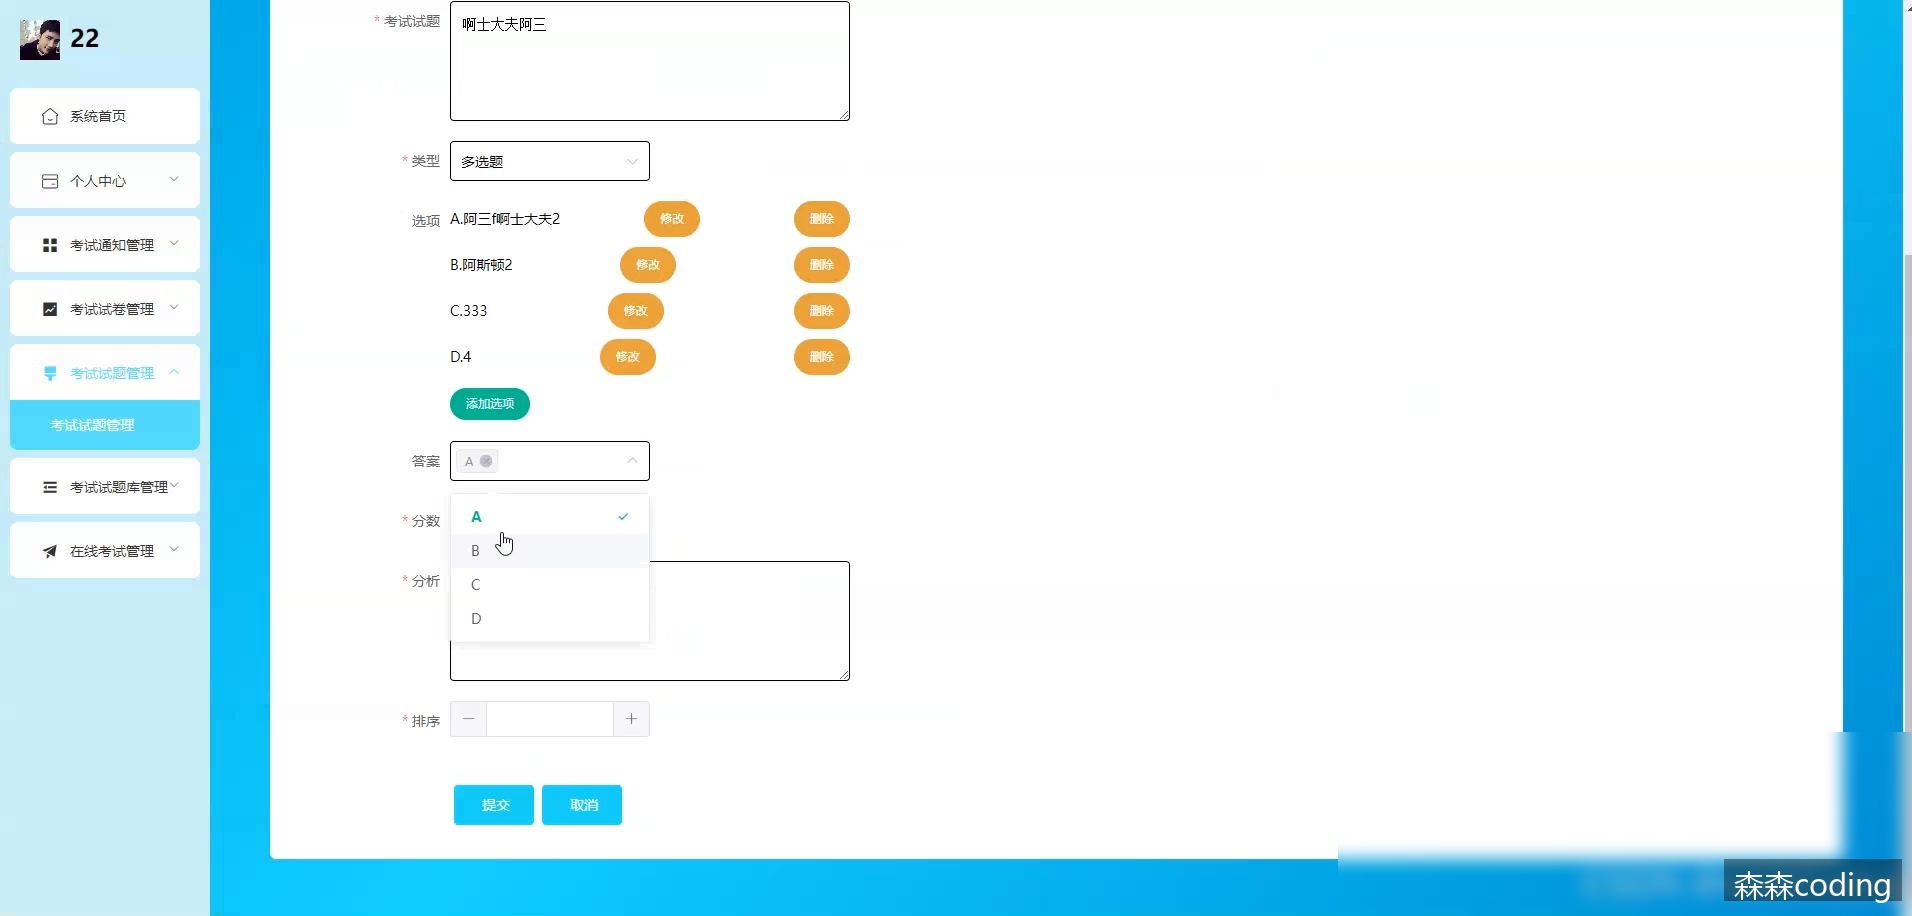 22
系统首页
个人中心
考试通知管理
考试试卷管理
考试试题管理
考试试题管理
考试试题库管理
在线考试管理
* 考试试题
啊士大夫阿三
* 类型
多选题
选项
A.阿三f啊士大夫2
修改
删除
B.阿斯顿2
修改
删除
C.333
修改
删除
D.4
修改
删除
添加选项
答案
A
A
B
C
D
* 分数
* 分析
* 排序
提交
取消
森森coding